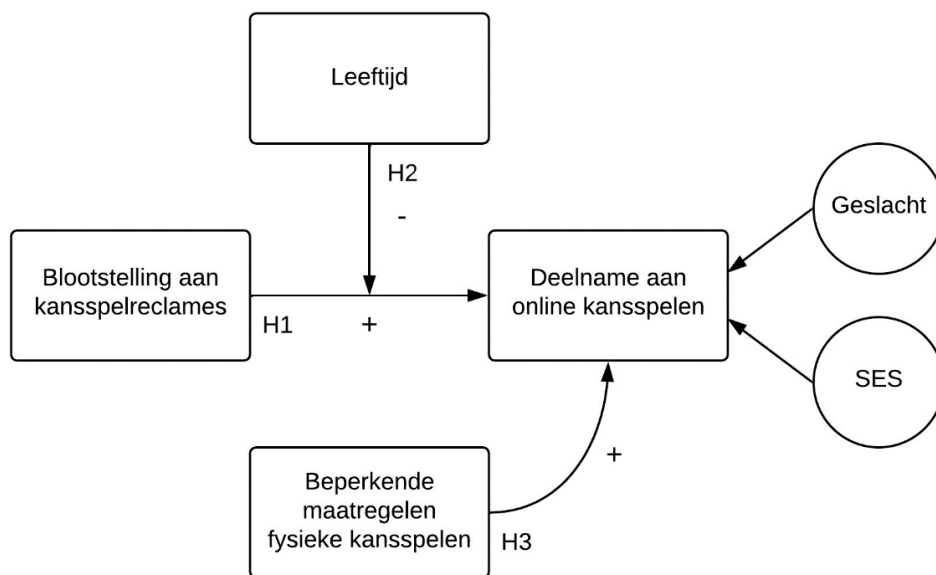 Leeftijd
H2
-
Geslacht
Blootstelling aan
kansspelreclames
Deelname aan
online kansspelen
H1
+
SES
+
Beperkende
maatregelen
fysieke kansspelen
H3